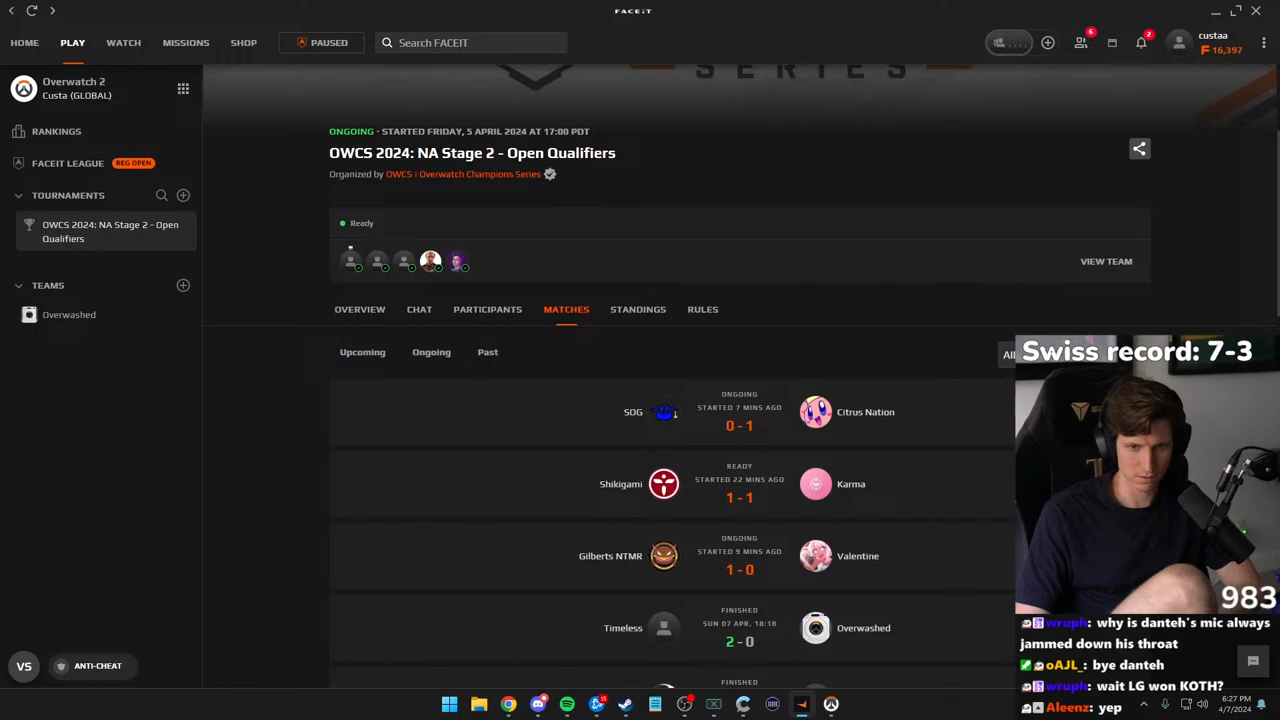 FACEIT
HOME
PLAY
WATCH
MISSIONS
SHOP
PAUSED
Search FACEIT
6
2
custaa
16,397
SERIES
Overwatch 2
Custa (GLOBAL)
RANKINGS
FACEIT LEAGUE
REG OPEN
TOURNAMENTS
OWCS 2024: NA Stage 2 - Open
Qualifiers
TEAMS
Overwashed
VS
ANTI-CHEAT
ONGOING - STARTED FRIDAY, 5 APRIL 2024 AT 17:00 PDT
OWCS 2024: NA Stage 2 - Open Qualifiers
Organized by OWCS | Overwatch Champions Series
Ready
VIEW TEAM
OVERVIEW
CHAT
PARTICIPANTS
MATCHES
STANDINGS
RULES
Upcoming
Ongoing
Past
All
SOG
ONGOING
STARTED 7 MINS AGO
0 - 1
Citrus Nation
Shikigami
READY
STARTED 22 MINS AGO
1 - 1
Karma
Gilberts NTMR
ONGOING
STARTED 9 MINS AGO
1 - 0
Valentine
Timeless
FINISHED
SUN 07 APR, 18:18
2 - 0
Overwashed
FINISHED
Swiss record: 7-3
983
wruph: why is danteh's mic always
jammed down his throat
oAJL_: bye danteh
wruph: wait LG won KOTH?
Aleenz: yep
15
6:27 PM
4/7/2024